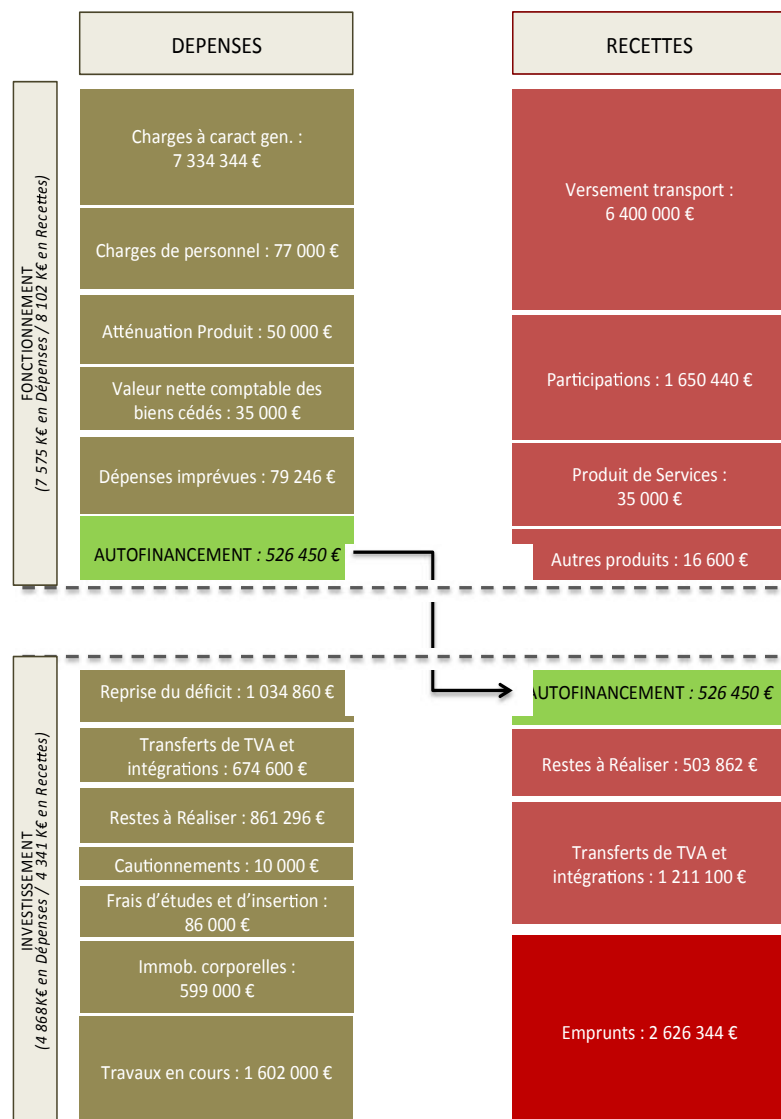 DEPENSES
RECETTES
FONCTIONNEMENT
(7 575 K€ en Dépenses / 8 102 K€ en Recettes)
Charges à caract gen. :
7 334 344 €
Charges de personnel : 77 000 €
Atténuation Produit : 50 000 €
Valeur nette comptable des
biens cédés : 35 000 €
Dépenses imprévues : 79 246 €
AUTOFINANCEMENT : 526 450 €
Versement transport :
6 400 000 €
Participations : 1 650 440 €
Produit de Services :
35 000 €
Autres produits : 16 600 €
INVESTISSEMENT
(4 868K€ en Dépenses / 4 341 K€ en Recettes)
Reprise du déficit : 1 034 860 €
Transferts de TVA et
intégrations : 674 600 €
Restes à Réaliser : 861 296 €
Cautionnements : 10 000 €
Frais d’études et d’insertion :
86 000 €
Immob. corporelles :
599 000 €
Travaux en cours : 1 602 000 €
AUTOFINANCEMENT : 526 450 €
Restes à Réaliser : 503 862 €
Transferts de TVA et
intégrations : 1 211 100 €
Emprunts : 2 626 344 €